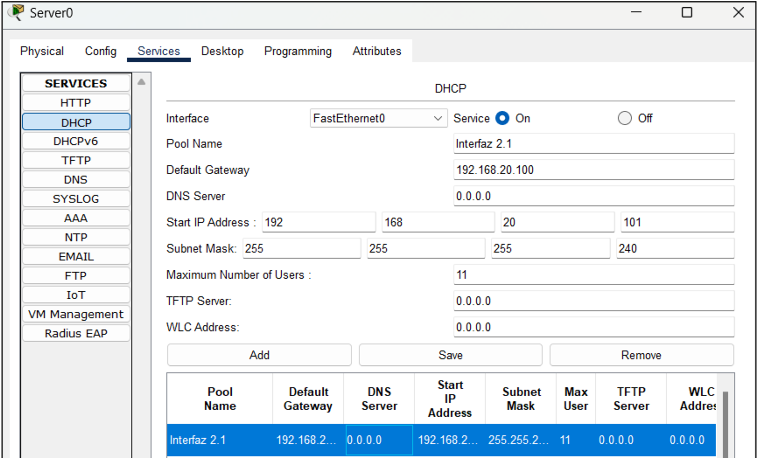 Server0
Physical Config Services Desktop Programming Attributes
SERVICES
HTTP
DHCP
DHCPv6
TFTP
DNS
SYSLOG
AAA
NTP
EMAIL
FTP
IoT
VM Management
Radius EAP
DHCP
Interface FastEthernet0 Service On Off
Pool Name Interfaz 2.1
Default Gateway 192.168.20.100
DNS Server 0.0.0.0
Start IP Address : 192 168 20 101
Subnet Mask: 255 255 255 240
Maximum Number of Users : 11
TFTP Server: 0.0.0.0
WLC Address: 0.0.0.0
Add Save Remove
Pool Name Default Gateway DNS Server Start IP Address Subnet Mask Max User TFTP Server WLC Addres
Interfaz 2.1 192.168.2... 0.0.0.0 192.168.2... 255.255.2... 11 0.0.0.0 0.0.0.0